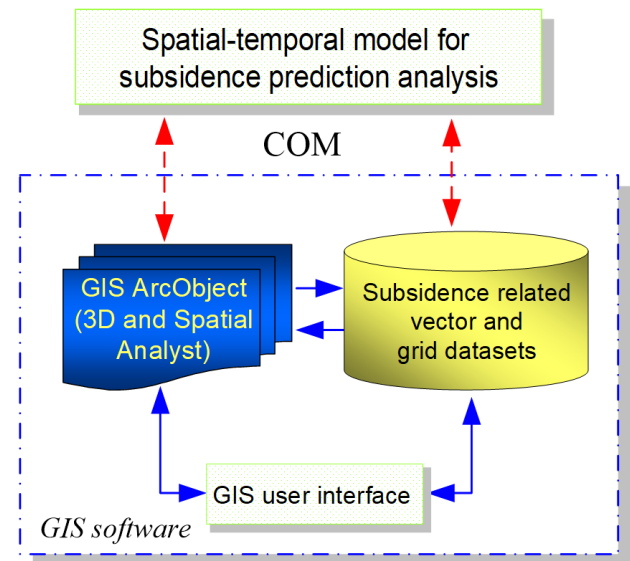 Spatial-temporal model for
subsidence prediction analysis
COM
GIS ArcObject
(3D and Spatial
Analyst)
Subsidence related
vector and
grid datasets
GIS user interface
GIS software